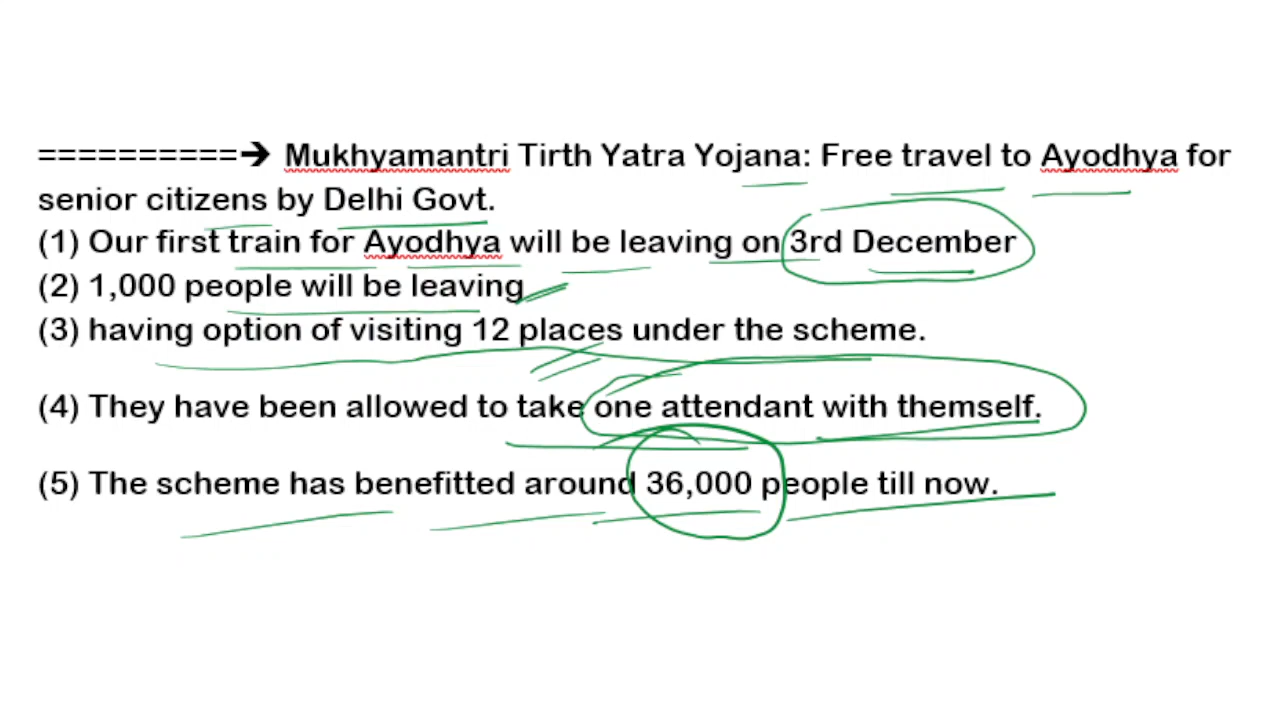 ==========➔ Mukhyamantri Tirth Yatra Yojana: Free travel to Ayodhya for
senior citizens by Delhi Govt.
(1) Our first train for Ayodhya will be leaving on 3rd December
(2) 1,000 people will be leaving
(3) having option of visiting 12 places under the scheme.
(4) They have been allowed to take one attendant with themself.
(5) The scheme has benefitted around 36,000 people till now.